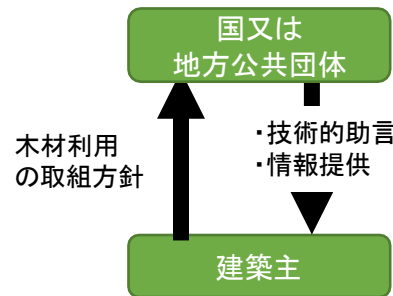 国又は
地方公共団体
木材利用
の取組方針
・技術的助言
・情報提供
建築主